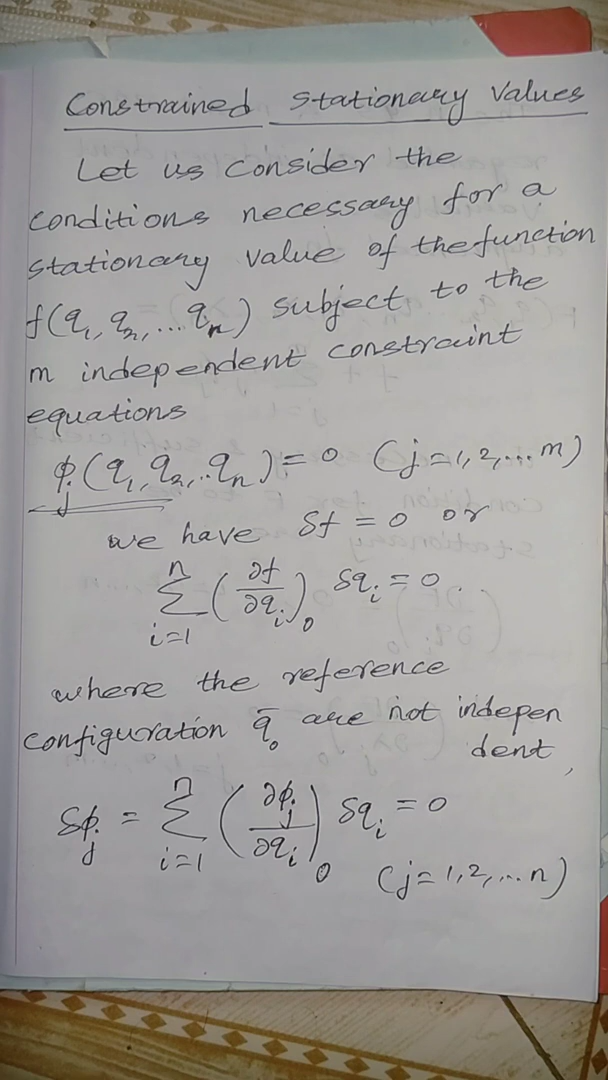 Constrained Stationary Values
Let us consider the
conditions necessary for a
stationary value of the function
f(q₁, q₂, ... qₙ) subject to the
m independent constraint
equations
ϕⱼ(q₁, q₂, .. qₙ) = 0 (j = 1, 2, ... m)
we have δf = 0 or
∑ⁿᵢ₌₁ (∂f/∂qᵢ)₀ δqᵢ = 0.
where the reference
configuration q̄₀ are not indepen
dent,
δϕⱼ = ∑ⁿᵢ₌₁ (∂ϕⱼ/∂qᵢ)₀ δqᵢ = 0
(j = 1, 2, ... n)